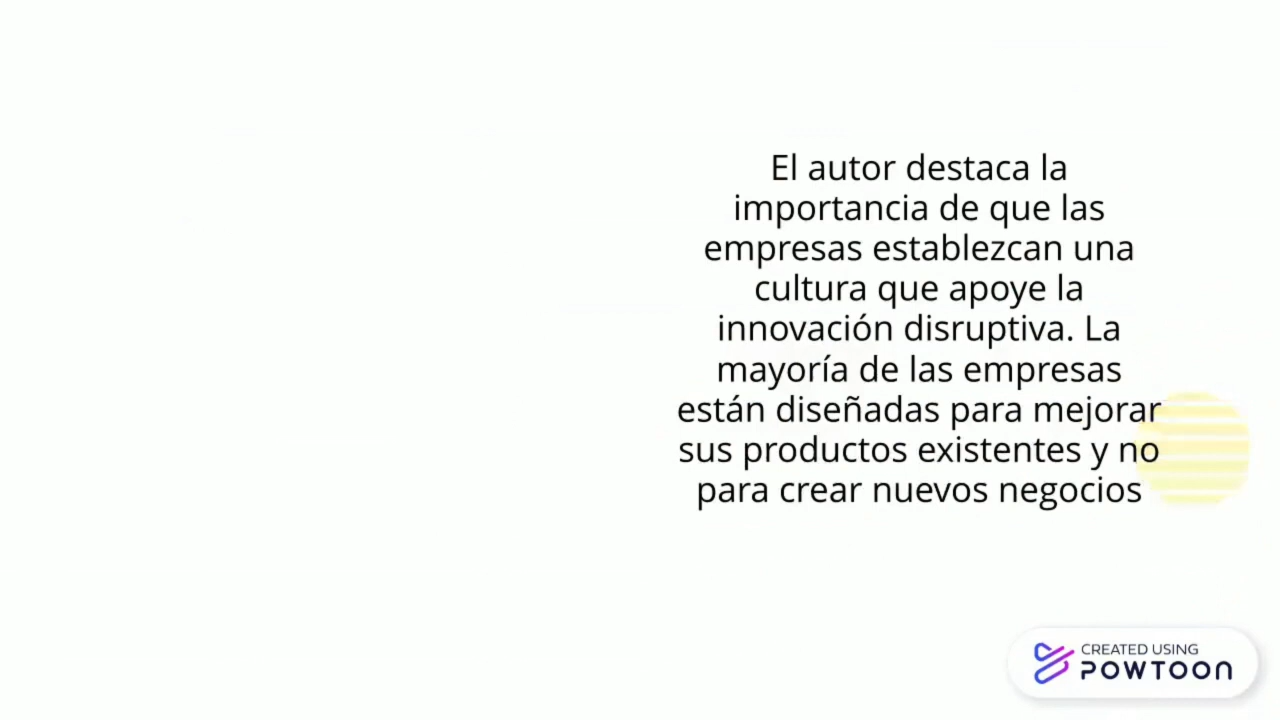 El autor destaca la
importancia de que las
empresas establezcan una
cultura que apoye la
innovación disruptiva. La
mayoría de las empresas
están diseñadas para mejorar
sus productos existentes y no
para crear nuevos negocios
CREATED USING
POWTOON